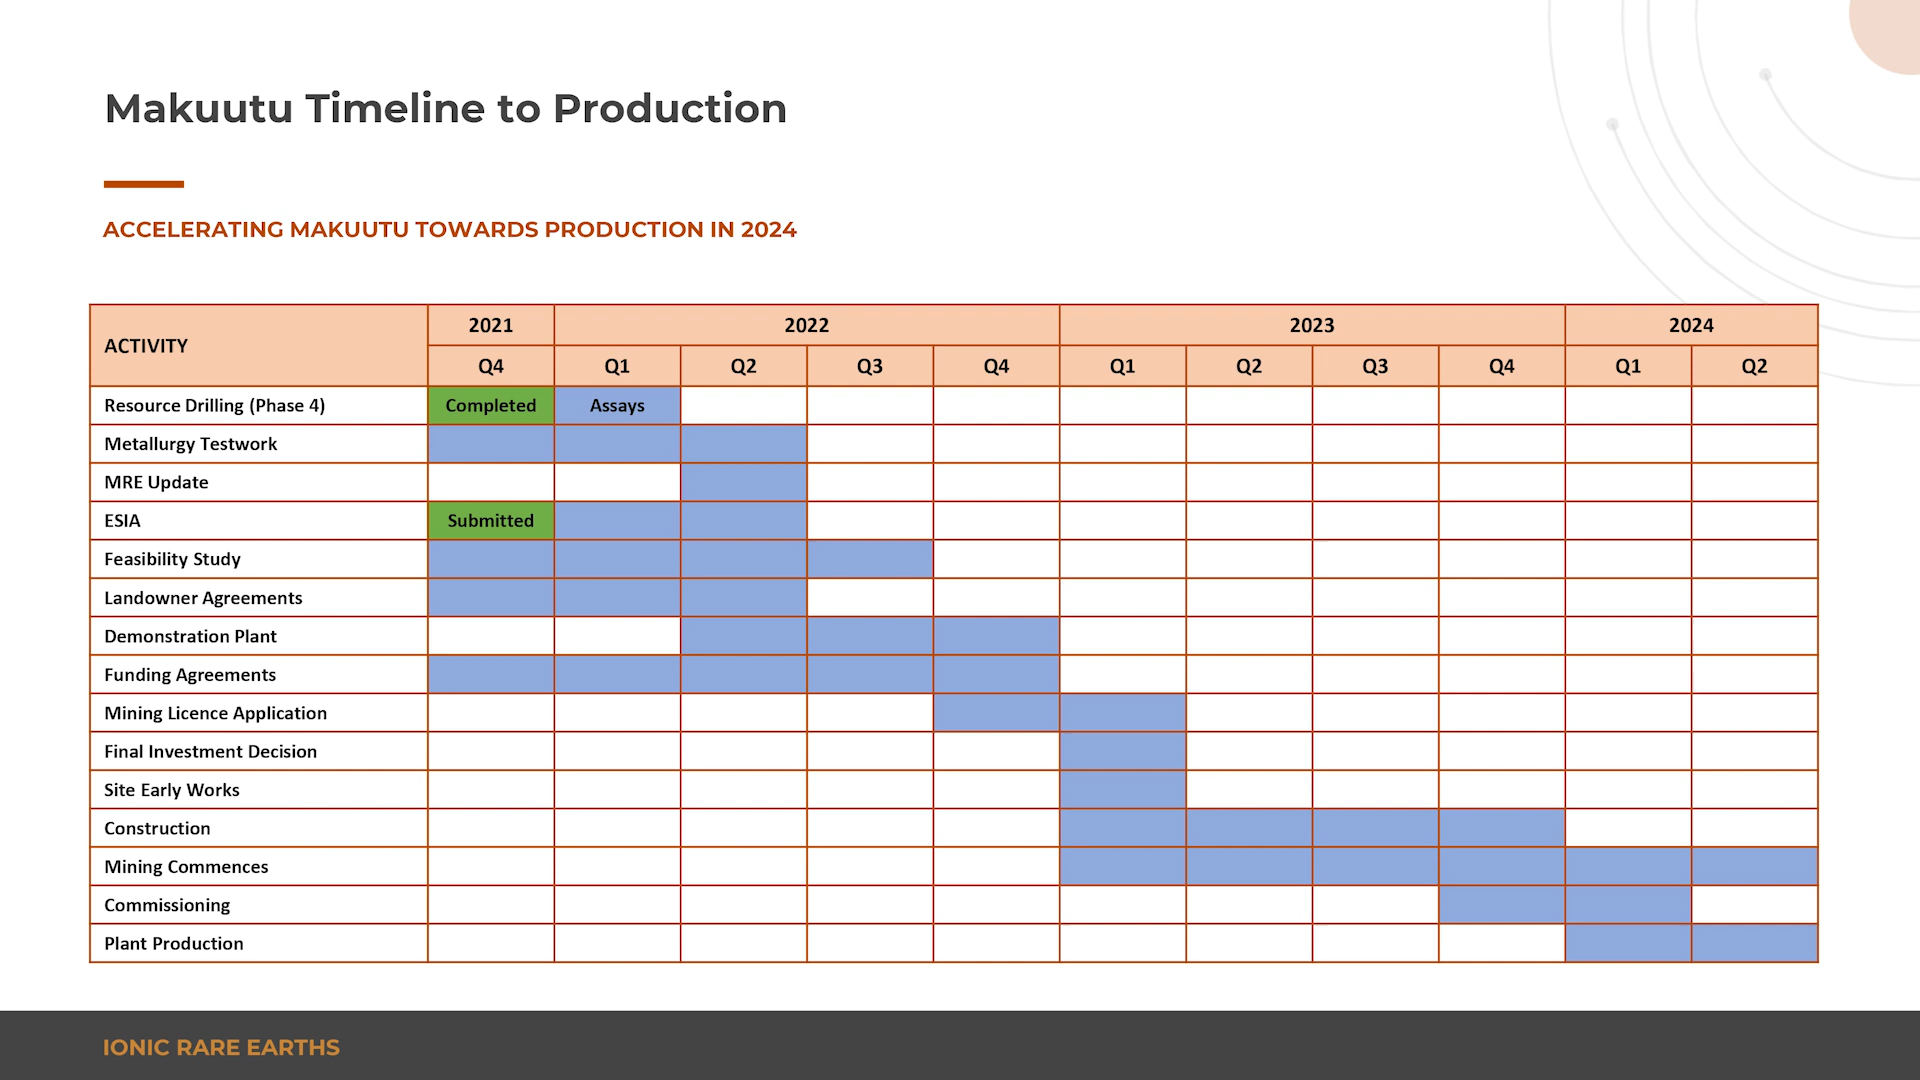 Makuutu Timeline to Production
ACCELERATING MAKUUTU TOWARDS PRODUCTION IN 2024
ACTIVITY 2021 2022 2023 2024
Q4 Q1 Q2 Q3 Q4 Q1 Q2 Q3 Q4 Q1 Q2
Resource Drilling (Phase 4) Completed Assays
Metallurgy Testwork
MRE Update
ESIA Submitted
Feasibility Study
Landowner Agreements
Demonstration Plant
Funding Agreements
Mining Licence Application
Final Investment Decision
Site Early Works
Construction
Mining Commences
Commissioning
Plant Production
IONIC RARE EARTHS